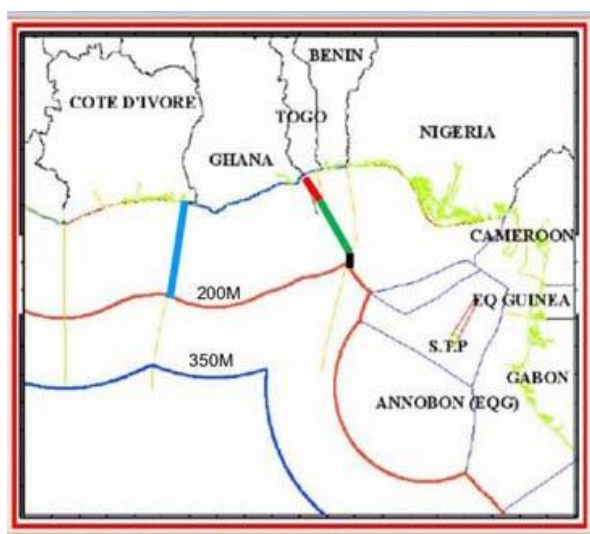 BENIN
COTE D'IVORE
TOGO
NIGERIA
GHANA
CAMEROON
200M
EQ GUINEA
S.T.P
350M
GABON
ANNOBON (EQG)